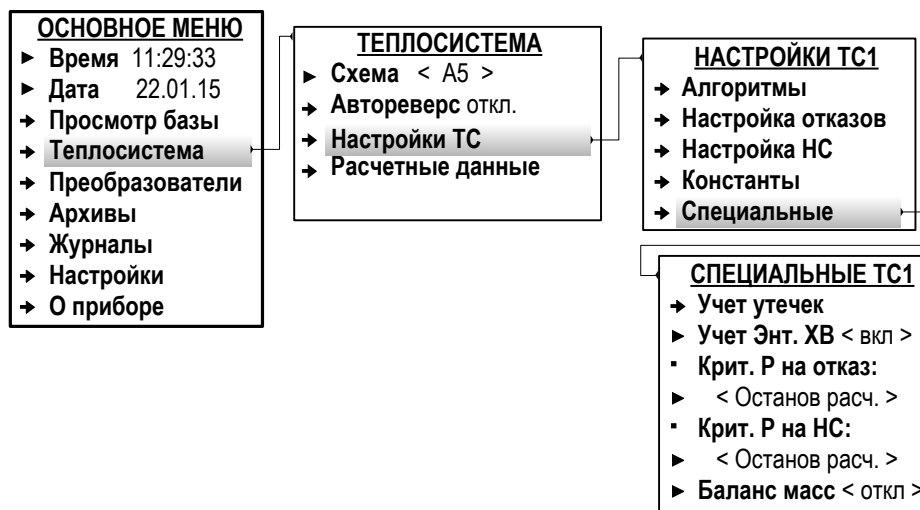 ОСНОВНОЕ МЕНЮ
Время 11:29:33
Дата 22.01.15
Просмотр базы
Теплосистема
Преобразователи
Архивы
Журналы
Настройки
О приборе
ТЕПЛОСИСТЕМА
Схема < А5 >
Автореверс откл.
Настройки ТС
Расчетные данные
НАСТРОЙКИ ТС1
Алгоритмы
Настройка отказов
Настройка НС
Константы
Специальные
СПЕЦИАЛЬНЫЕ ТС1
Учет утечек
Учет Энт. ХВ < вкл >
Крит. Р на отказ:
< Останов расч. >
Крит. Р на НС:
< Останов расч. >
Баланс масс < откл >